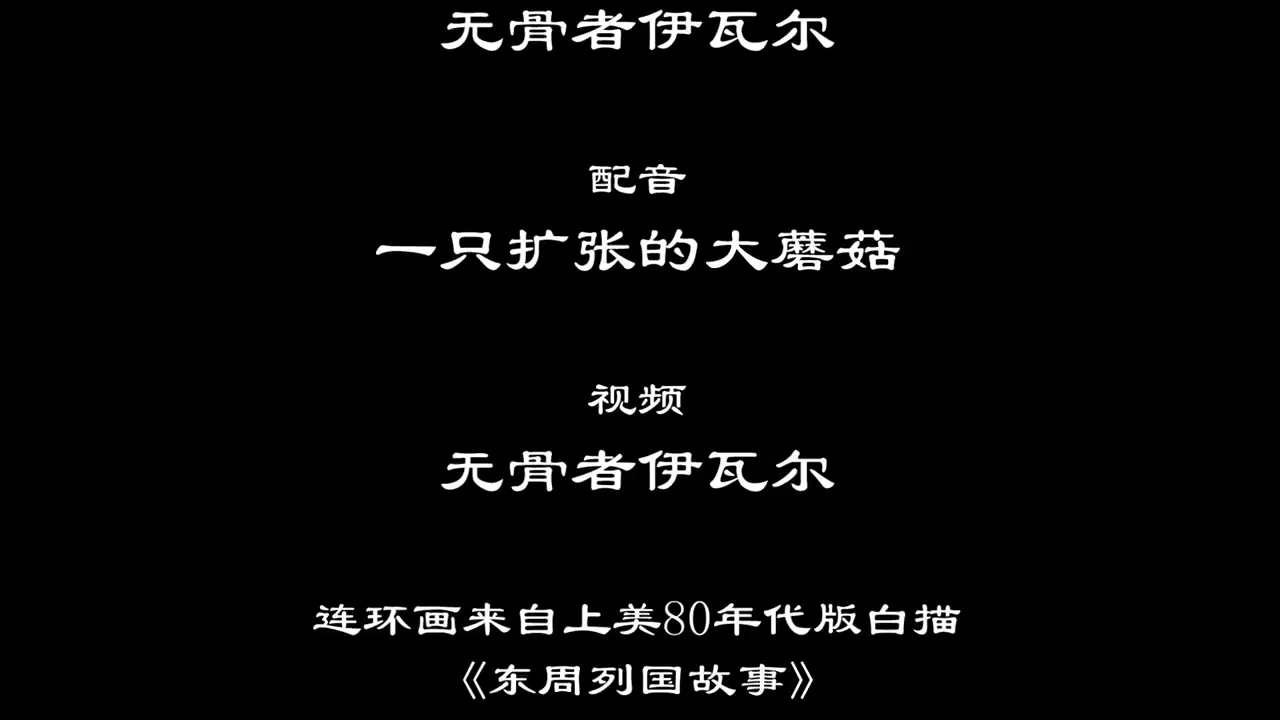 无骨者伊瓦尔
配音
一只扩张的大蘑菇
视频
无骨者伊瓦尔
连环画来自上美80年代版白描
《东周列国故事》